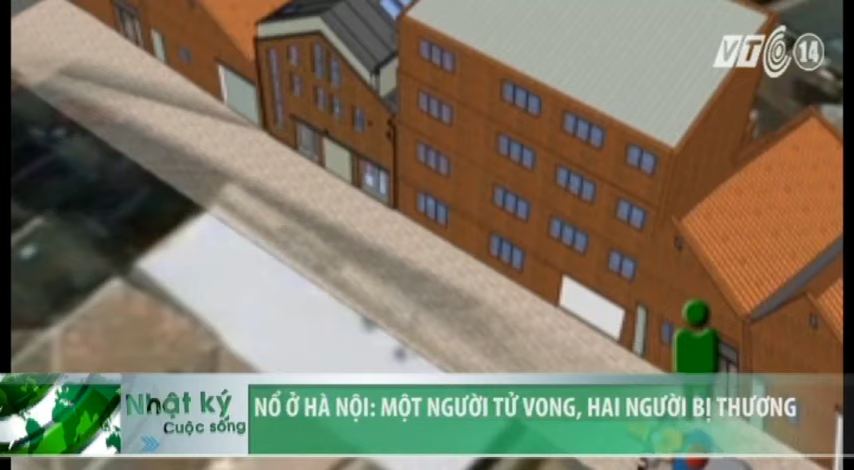 VTC 14
Nhật ký
Cuộc sống
NỔ Ở HÀ NỘI: MỘT NGƯỜI TỬ VONG, HAI NGƯỜI BỊ THƯƠNG